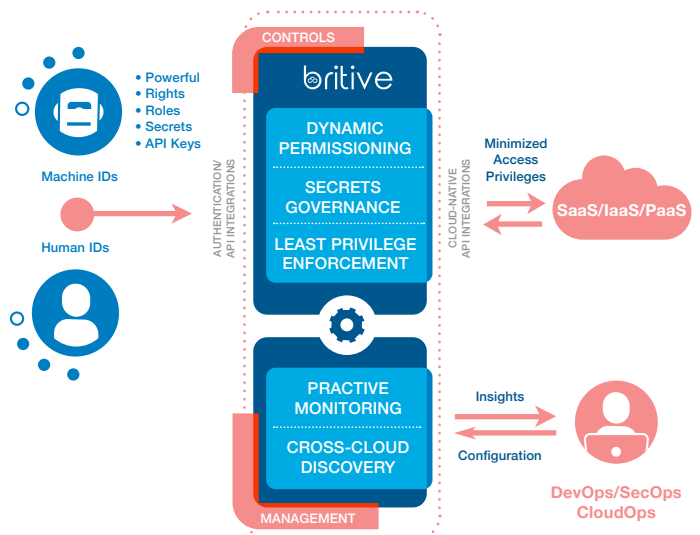 CONTROLS
britive
• Powerful
• Rights
• Roles
• Secrets
• API Keys
Machine IDs
Human IDs
AUTHENTICATION/
API INTEGRATIONS
DYNAMIC
PERMISSIONING
SECRETS
GOVERNANCE
LEAST PRIVILEGE
ENFORCEMENT
CLOUD-NATIVE
API INTEGRATIONS
Minimized
Access
Privileges
SaaS/IaaS/PaaS
PRACTIVE
MONITORING
CROSS-CLOUD
DISCOVERY
MANAGEMENT
Insights
Configuration
DevOps/SecOps
CloudOps